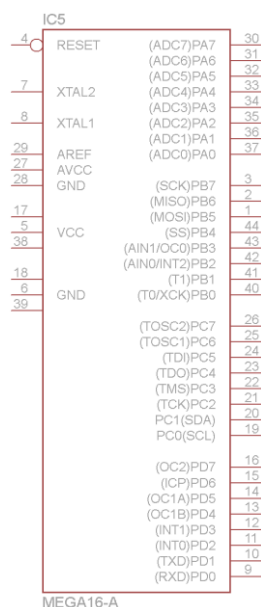 IC5
4 RESET (ADC7)PA7 30
(ADC6)PA6 31
(ADC5)PA5 32
7 XTAL2 (ADC4)PA4 33
(ADC3)PA3 34
8 XTAL1 (ADC2)PA2 35
(ADC1)PA1 36
29 AREF (ADC0)PA0 37
27 AVCC
28 GND (SCK)PB7 3
(MISO)PB6 2
17 (MOSI)PB5 1
5 VCC (SS)PB4 44
38 (AIN1/OC0)PB3 43
(AIN0/INT2)PB2 42
18 (T1)PB1 41
6 GND (T0/XCK)PB0 40
39
(TOSC2)PC7 26
(TOSC1)PC6 25
(TDI)PC5 24
(TDO)PC4 23
(TMS)PC3 22
(TCK)PC2 21
PC1(SDA) 20
PC0(SCL) 19
(OC2)PD7 16
(ICP)PD6 15
(OC1A)PD5 14
(OC1B)PD4 13
(INT1)PD3 12
(INT0)PD2 11
(TXD)PD1 10
(RXD)PD0 9
MEGA16-A